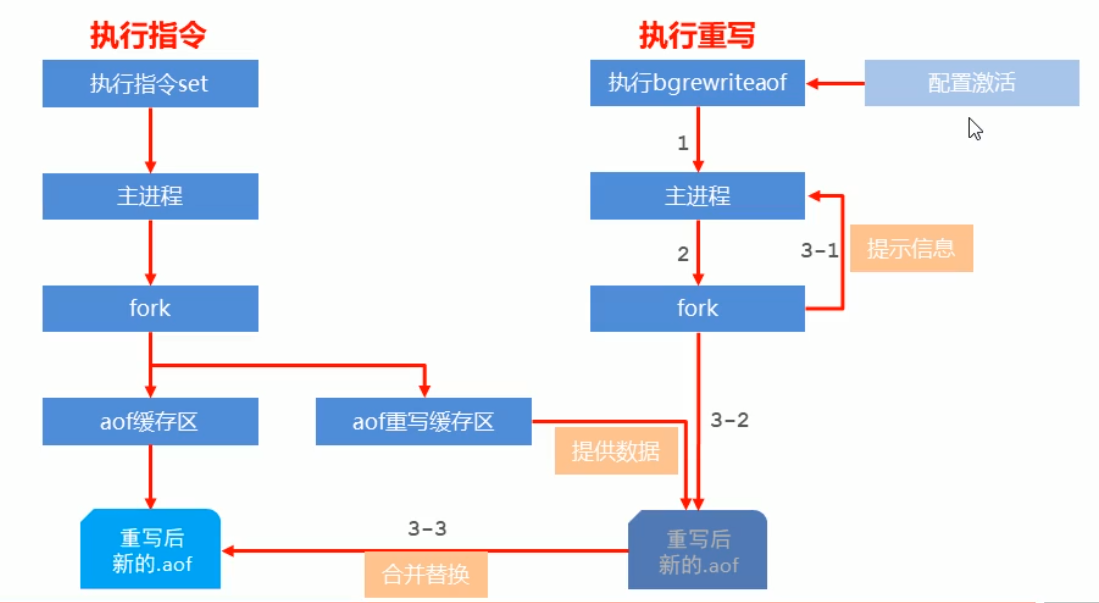 执行指令
执行重写
执行指令set
执行bgrewriteaof
配置激活
1
主进程
主进程
2
3-1
提示信息
fork
fork
aof缓存区
aof重写缓存区
3-2
提供数据
重写后
新的.aof
3-3
合并替换
重写后
新的.aof